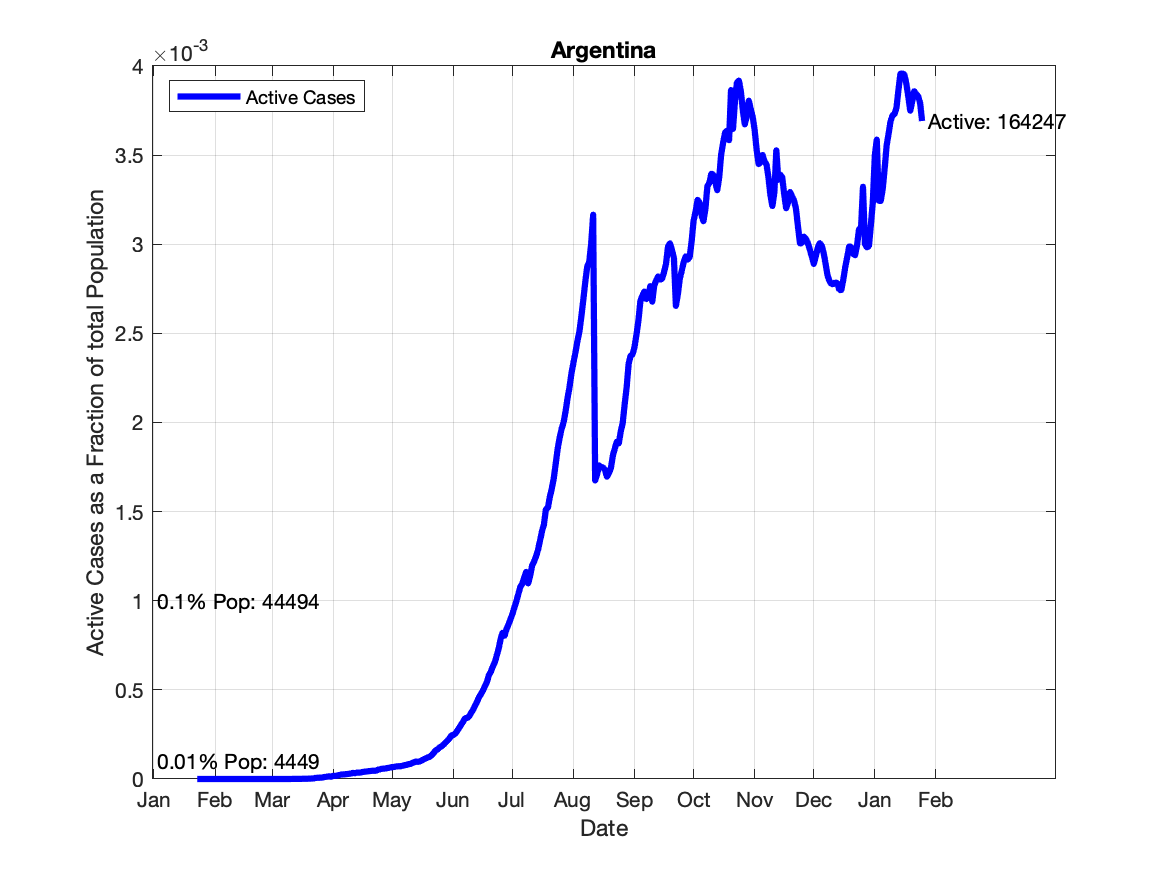 Argentina
×10-3
4
3.5
3
2.5
2
1.5
1
0.5
0
Active Cases as a Fraction of total Population
Active Cases
Active: 164247
0.1% Pop: 44494
0.01% Pop: 4449
Jan Feb Mar Apr May Jun Jul Aug Sep Oct Nov Dec Jan Feb
Date